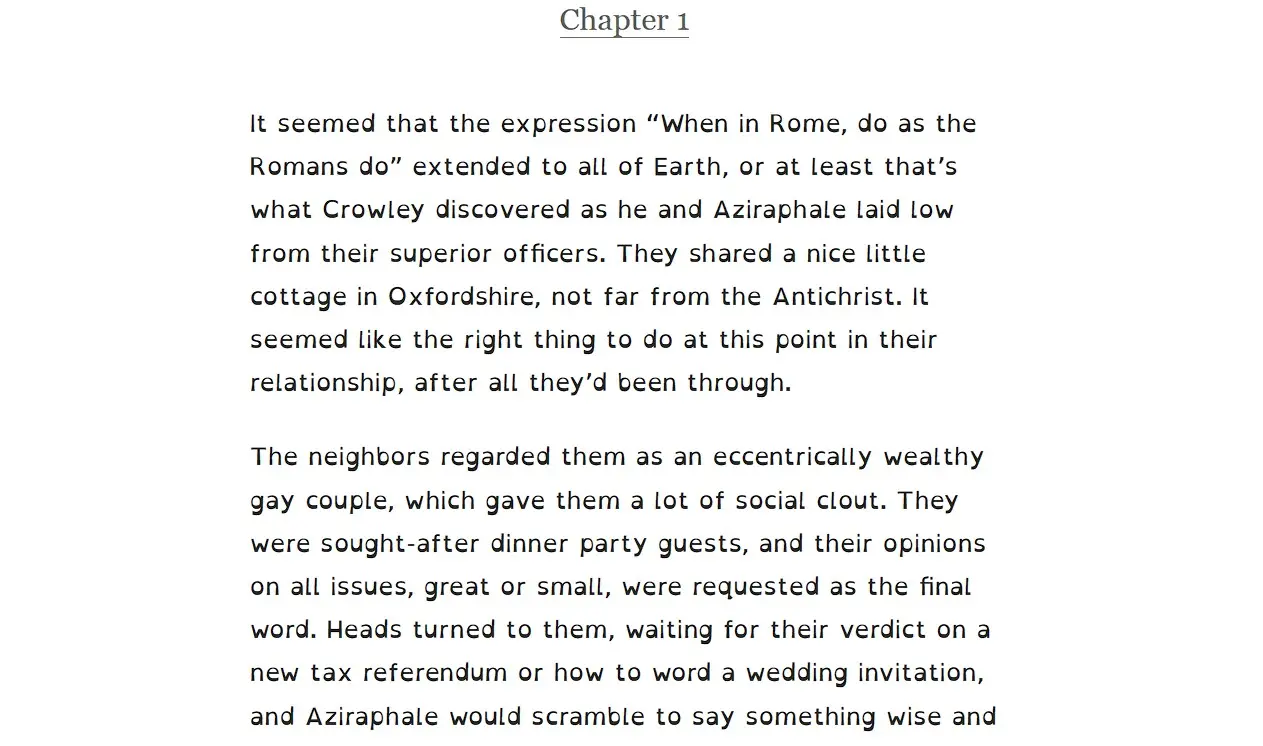 Chapter 1
It seemed that the expression “When in Rome, do as the
Romans do” extended to all of Earth, or at least that’s
what Crowley discovered as he and Aziraphale laid low
from their superior officers. They shared a nice little
cottage in Oxfordshire, not far from the Antichrist. It
seemed like the right thing to do at this point in their
relationship, after all they’d been through.
The neighbors regarded them as an eccentrically wealthy
gay couple, which gave them a lot of social clout. They
were sought-after dinner party guests, and their opinions
on all issues, great or small, were requested as the final
word. Heads turned to them, waiting for their verdict on a
new tax referendum or how to word a wedding invitation,
and Aziraphale would scramble to say something wise and